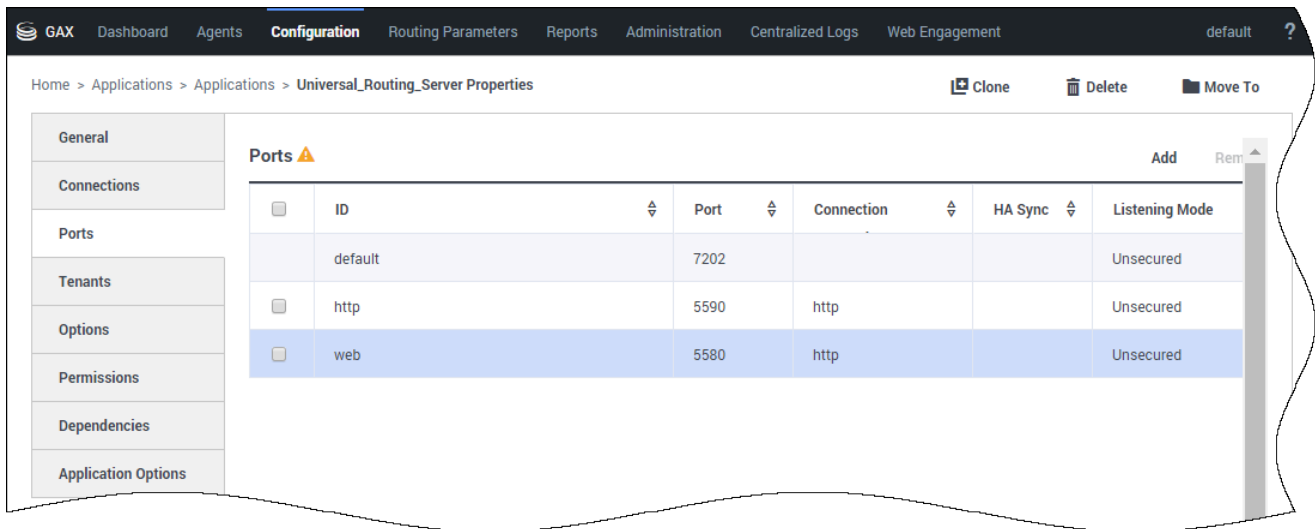 GAX Dashboard Agents Configuration Routing Parameters Reports Administration Centralized Logs Web Engagement default ?
Home > Applications > Applications > Universal_Routing_Server Properties Clone Delete Move To
General
Connections
Ports
Tenants
Options
Permissions
Dependencies
Application Options
Ports Add Rem
ID Port Connection HA Sync Listening Mode
default 7202 Unsecured
http 5590 http Unsecured
web 5580 http Unsecured